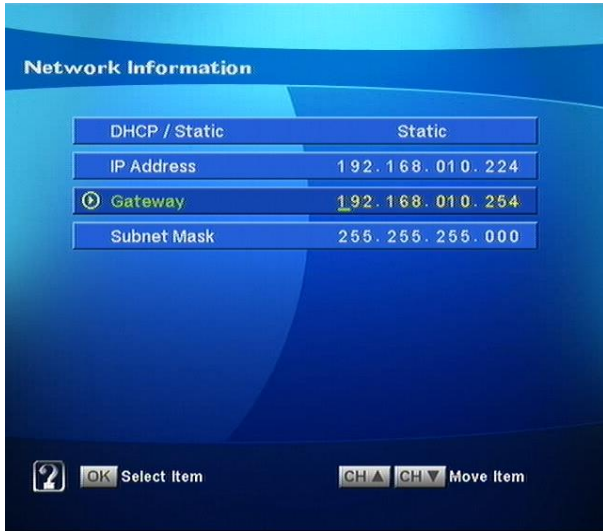 Network Information
DHCP / Static Static
IP Address 192.168.010.224
Gateway 192.168.010.254
Subnet Mask 255.255.255.000
? OK Select Item CH ▲ CH ▼ Move Item